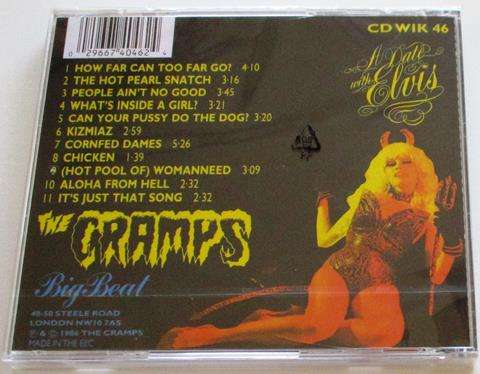 0 29667 40462 4
CD WIK 46
A Date
with Elvis
1 HOW FAR CAN TOO FAR GO? 4·10
2 THE HOT PEARL SNATCH 3·16
3 PEOPLE AIN'T NO GOOD 3·45
4 WHAT'S INSIDE A GIRL? 3·21
5 CAN YOUR PUSSY DO THE DOG? 3·20
6 KIZMIAZ 2·59
7 CORNFED DAMES 5·26
8 CHICKEN 1·39
9 (HOT POOL OF) WOMANNEED 3·09
10 ALOHA FROM HELL 2·32
11 IT'S JUST THAT SONG 2·32
THE CRAMPS
Big Beat
48-50 STEELE ROAD
LONDON NW10 7AS
℗ & © 1986 THE CRAMPS
MADE IN THE EEC